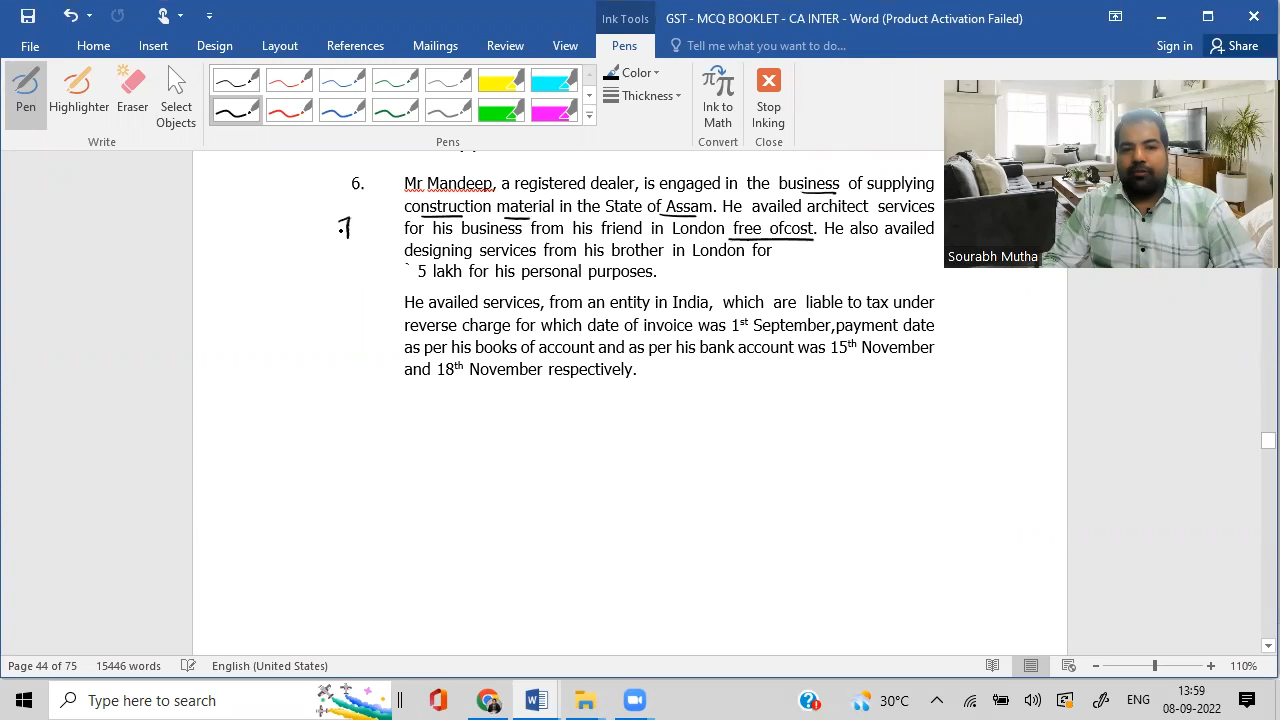 Ink Tools
GST - MCQ BOOKLET - CA INTER - Word (Product Activation Failed)
File Home Insert Design Layout References Mailings Review View Pens Tell me what you want to do... Sign in Share
Pen Highlighter Eraser Select Objects
Color
Thickness
Ink to Math
Stop Inking
Write Pens Convert Close
6. Mr Mandeep, a registered dealer, is engaged in the business of supplying
construction material in the State of Assam. He availed architect services
for his business from his friend in London free ofcost. He also availed
designing services from his brother in London for
` 5 lakh for his personal purposes.
He availed services, from an entity in India, which are liable to tax under
reverse charge for which date of invoice was 1st September,payment date
as per his books of account and as per his bank account was 15th November
and 18th November respectively.
Sourabh Mutha
Page 44 of 75 15446 words English (United States) 110%
Type here to search 30°C ENG 13:59
08-09-2022